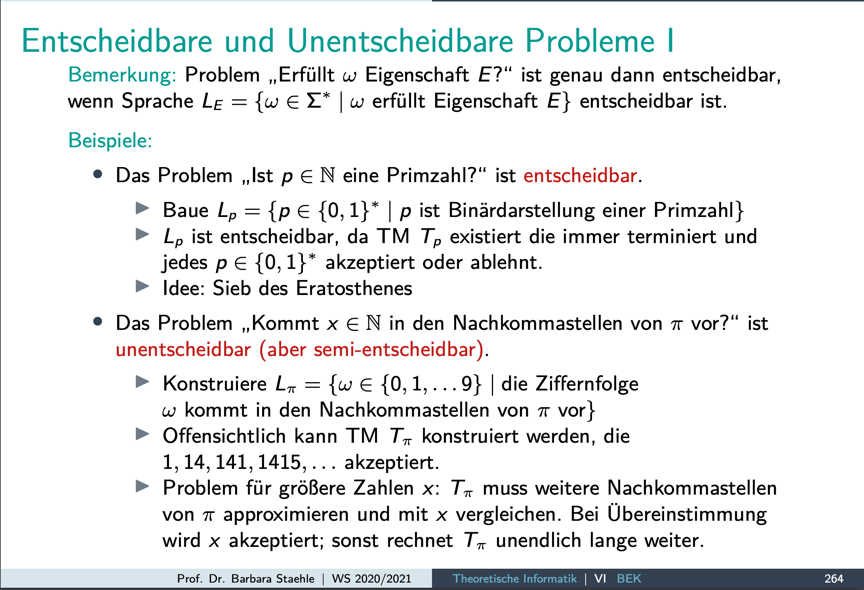 Entscheidbare und Unentscheidbare Probleme I
Bemerkung: Problem „Erfüllt ω Eigenschaft E?“ ist genau dann entscheidbar,
wenn Sprache L_E = {ω ∈ Σ* | ω erfüllt Eigenschaft E} entscheidbar ist.
Beispiele:
• Das Problem „Ist p ∈ ℕ eine Primzahl?“ ist entscheidbar.
▶ Baue L_p = {p ∈ {0, 1}* | p ist Binärdarstellung einer Primzahl}
▶ L_p ist entscheidbar, da TM T_p existiert die immer terminiert und
jedes p ∈ {0, 1}* akzeptiert oder ablehnt.
▶ Idee: Sieb des Eratosthenes
• Das Problem „Kommt x ∈ ℕ in den Nachkommastellen von π vor?“ ist
unentscheidbar (aber semi-entscheidbar).
▶ Konstruiere L_π = {ω ∈ {0, 1, . . . 9} | die Ziffernfolge
ω kommt in den Nachkommastellen von π vor}
▶ Offensichtlich kann TM T_π konstruiert werden, die
1, 14, 141, 1415, . . . akzeptiert.
▶ Problem für größere Zahlen x: T_π muss weitere Nachkommastellen
von π approximieren und mit x vergleichen. Bei Übereinstimmung
wird x akzeptiert; sonst rechnet T_π unendlich lange weiter.
Prof. Dr. Barbara Staehle | WS 2020/2021 Theoretische Informatik | VI BEK 264